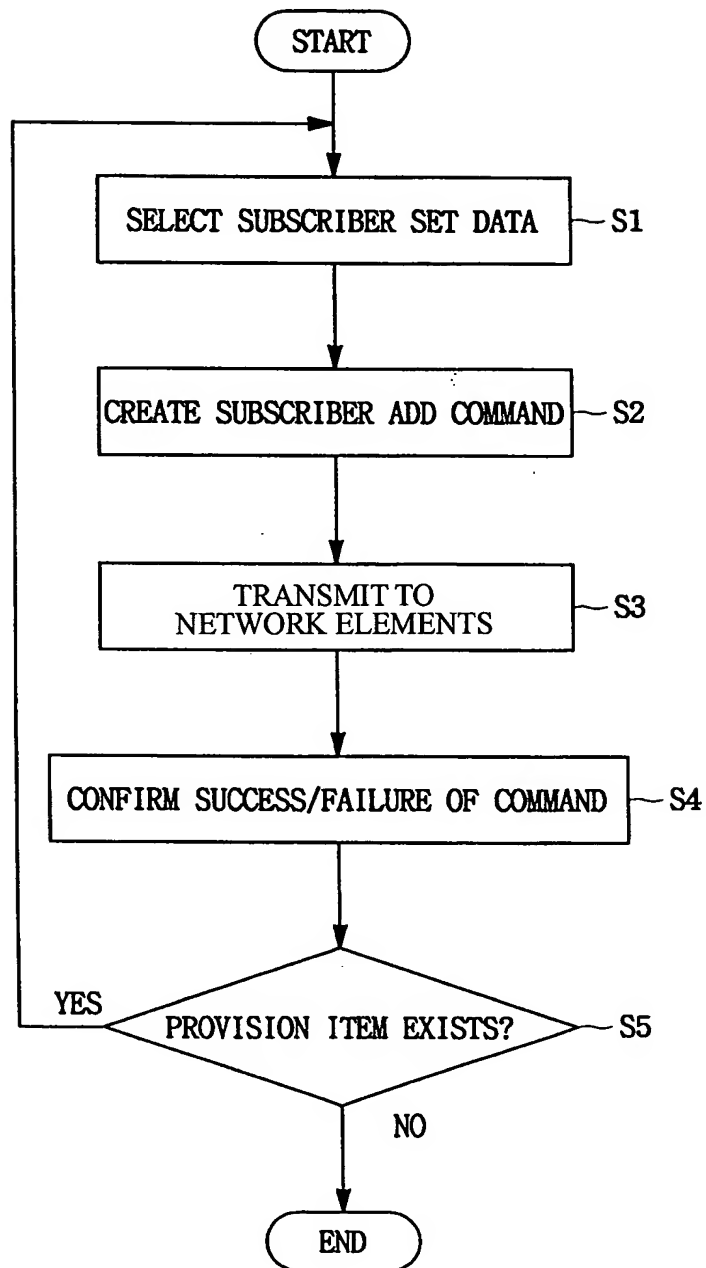 START
SELECT SUBSCRIBER SET DATA
S1
CREATE SUBSCRIBER ADD COMMAND
S2
TRANSMIT TO
NETWORK ELEMENTS
S3
CONFIRM SUCCESS/FAILURE OF COMMAND
S4
YES
PROVISION ITEM EXISTS?
S5
NO
END